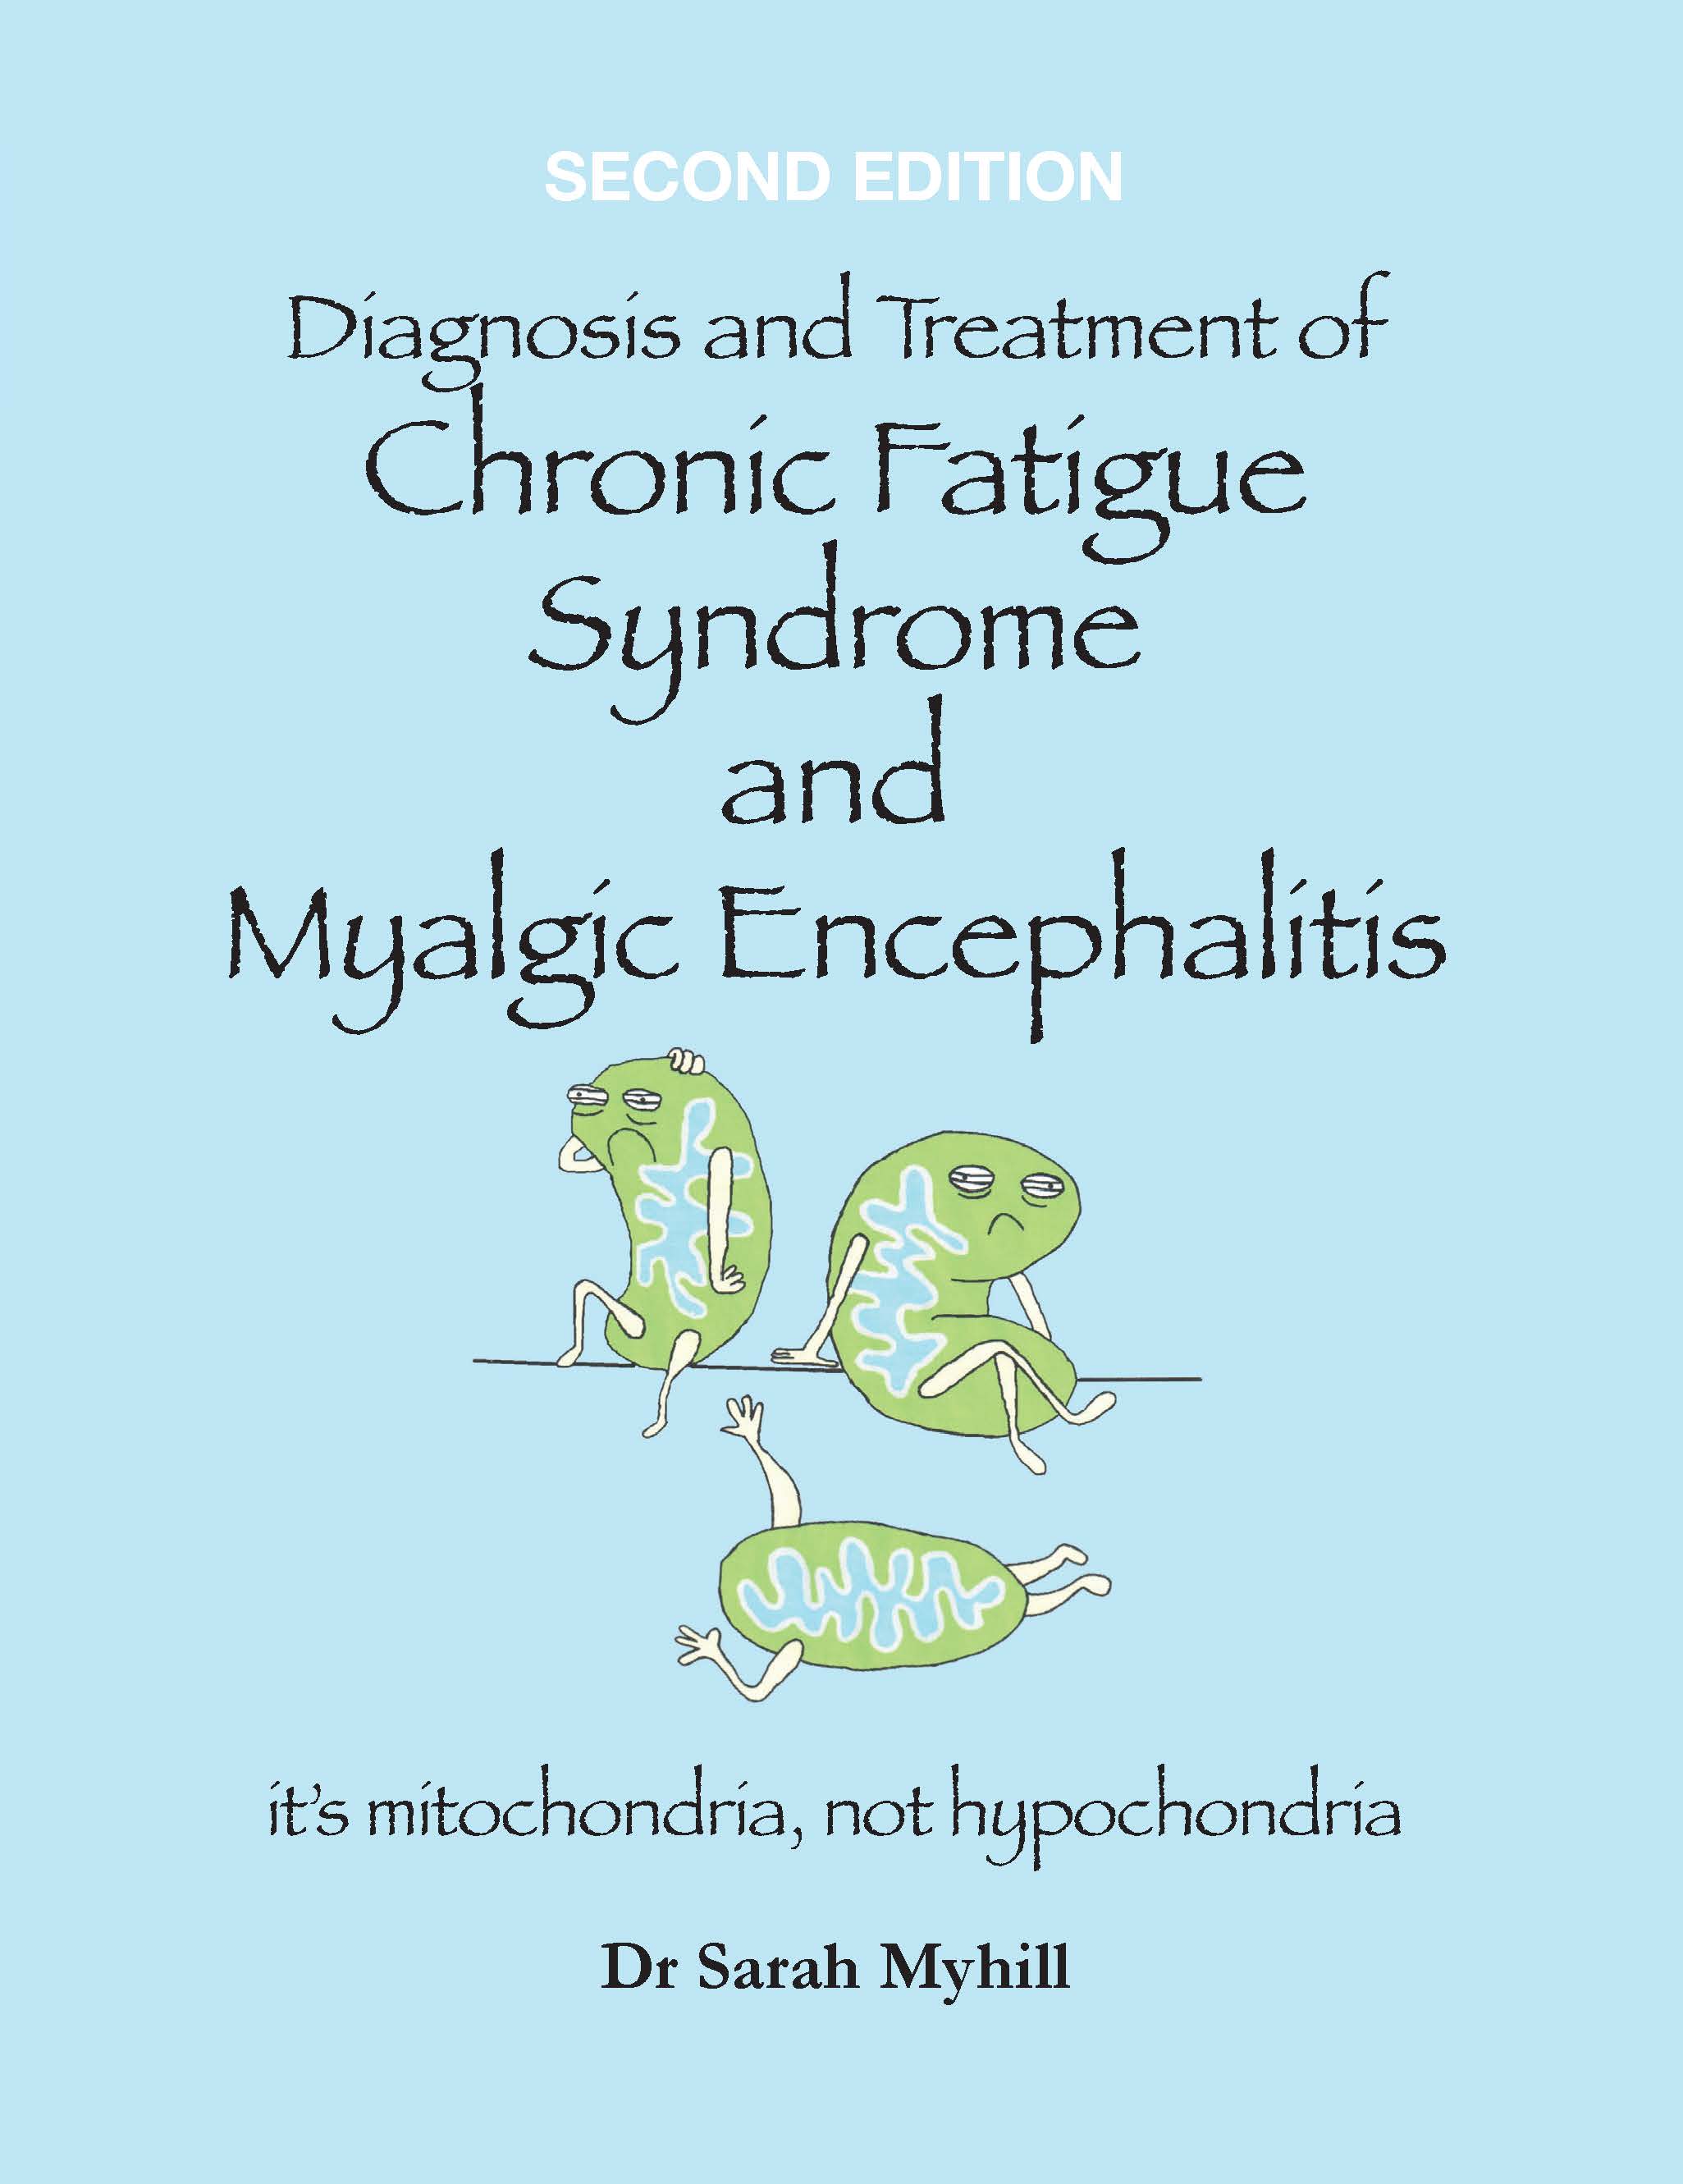 SECOND EDITION
Diagnosis and Treatment of
Chronic Fatigue
Syndrome
and
Myalgic Encephalitis
it's mitochondria, not hypochondria
Dr Sarah Myhill